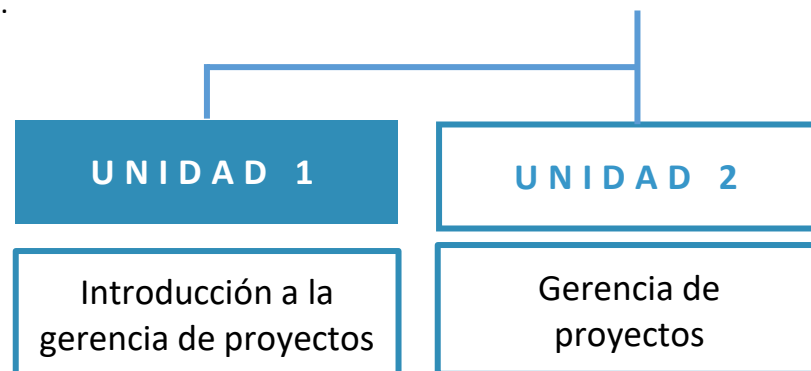 .
UNIDAD 1
UNIDAD 2
Introducción a la
gerencia de proyectos
Gerencia de
proyectos